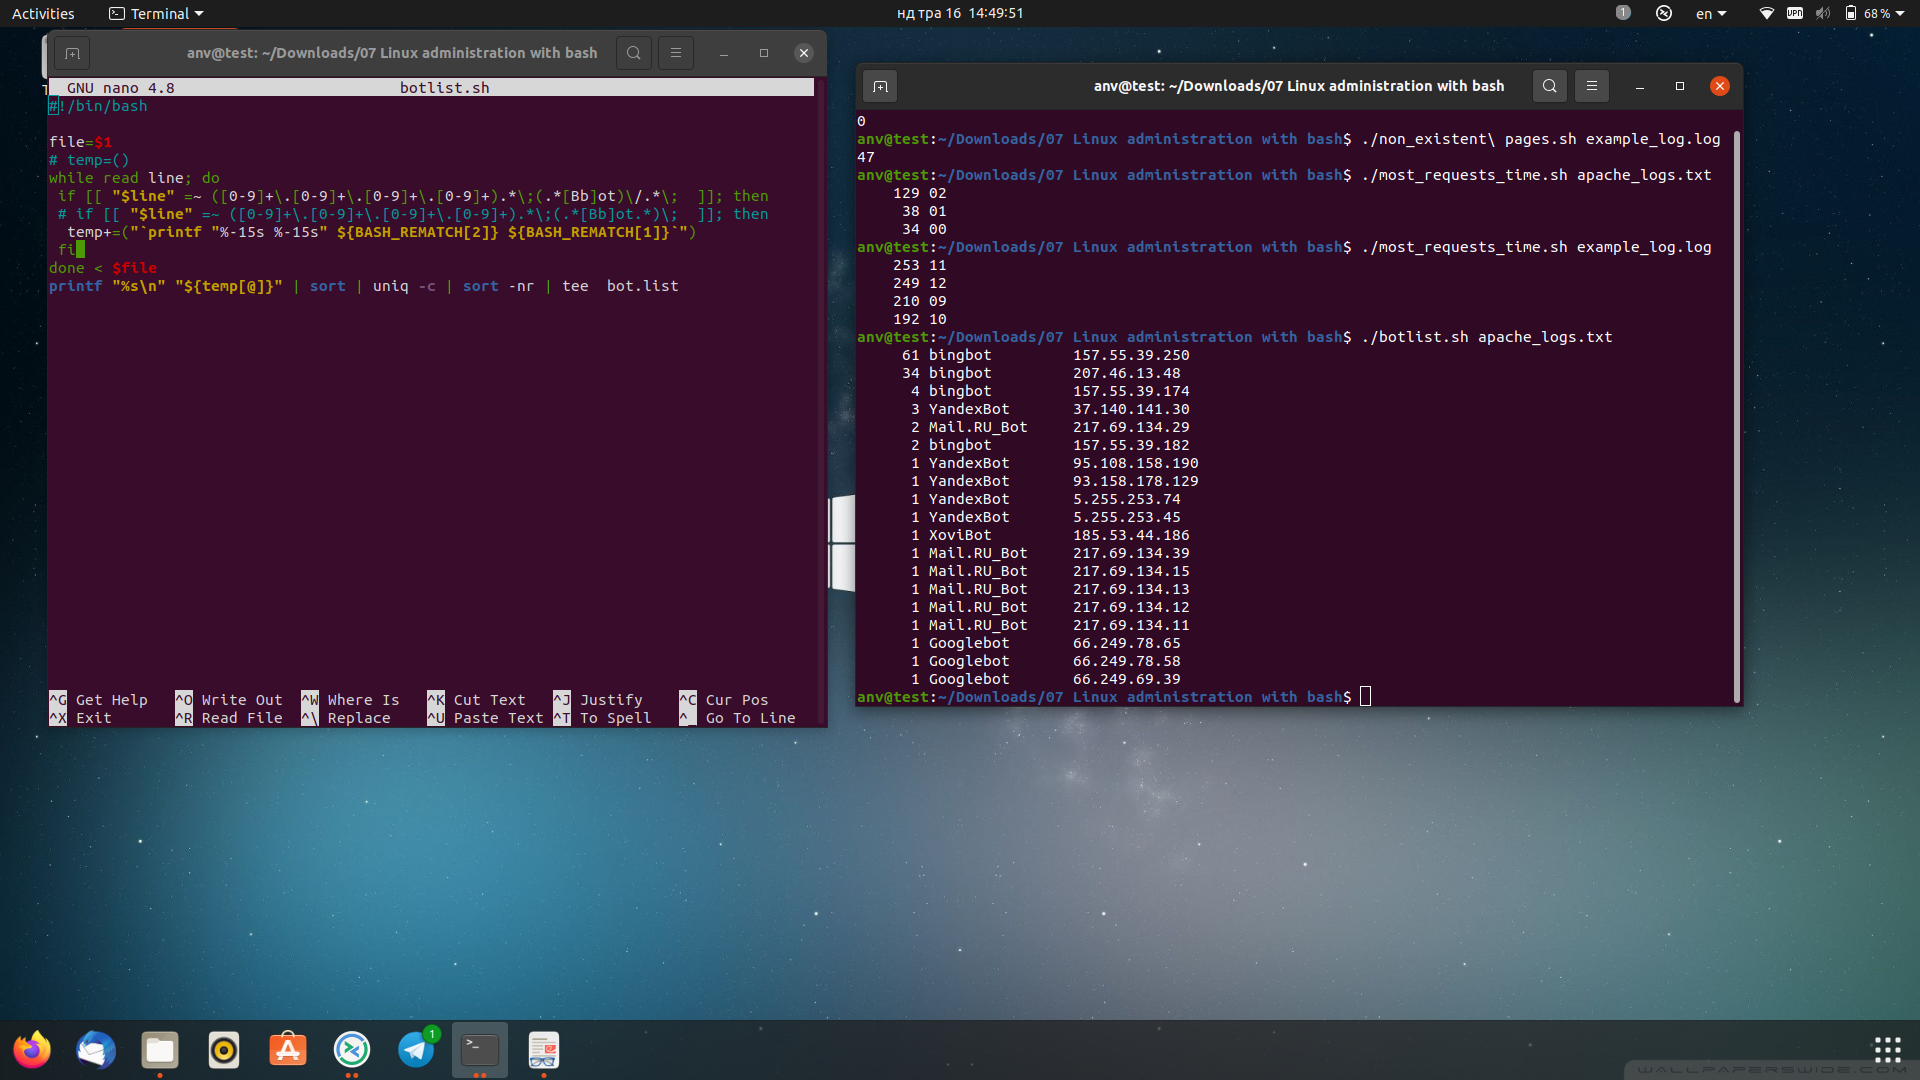 Activities
Terminal
нд тра 16 14:49:51
1
en
VPN
68 %
anv@test: ~/Downloads/07 Linux administration with bash
GNU nano 4.8 botlist.sh
#!/bin/bash
file=$1
# temp=()
while read line; do
if [[ "$line" =~ ([0-9]+\.[0-9]+\.[0-9]+\.[0-9]+).*\;(.*[Bb]ot)\/.*\; ]]; then
# if [[ "$line" =~ ([0-9]+\.[0-9]+\.[0-9]+\.[0-9]+).*\;(.*[Bb]ot.*)\; ]]; then
temp+=("`printf "%-15s %-15s" ${BASH_REMATCH[2]} ${BASH_REMATCH[1]}`")
fi
done < $file
printf "%s\n" "${temp[@]}" | sort | uniq -c | sort -nr | tee bot.list
^G Get Help ^O Write Out ^W Where Is ^K Cut Text ^J Justify ^C Cur Pos
^X Exit ^R Read File ^\ Replace ^U Paste Text ^T To Spell ^_ Go To Line
anv@test: ~/Downloads/07 Linux administration with bash
0
anv@test:~/Downloads/07 Linux administration with bash$ ./non_existent\ pages.sh example_log.log
47
anv@test:~/Downloads/07 Linux administration with bash$ ./most_requests_time.sh apache_logs.txt
129 02
38 01
34 00
anv@test:~/Downloads/07 Linux administration with bash$ ./most_requests_time.sh example_log.log
253 11
249 12
210 09
192 10
anv@test:~/Downloads/07 Linux administration with bash$ ./botlist.sh apache_logs.txt
61 bingbot 157.55.39.250
34 bingbot 207.46.13.48
4 bingbot 157.55.39.174
3 YandexBot 37.140.141.30
2 Mail.RU_Bot 217.69.134.29
2 bingbot 157.55.39.182
1 YandexBot 95.108.158.190
1 YandexBot 93.158.178.129
1 YandexBot 5.255.253.74
1 YandexBot 5.255.253.45
1 XoviBot 185.53.44.186
1 Mail.RU_Bot 217.69.134.39
1 Mail.RU_Bot 217.69.134.15
1 Mail.RU_Bot 217.69.134.13
1 Mail.RU_Bot 217.69.134.12
1 Mail.RU_Bot 217.69.134.11
1 Googlebot 66.249.78.65
1 Googlebot 66.249.78.58
1 Googlebot 66.249.69.39
anv@test:~/Downloads/07 Linux administration with bash$
1
WALLPAPERSWIDE.COM